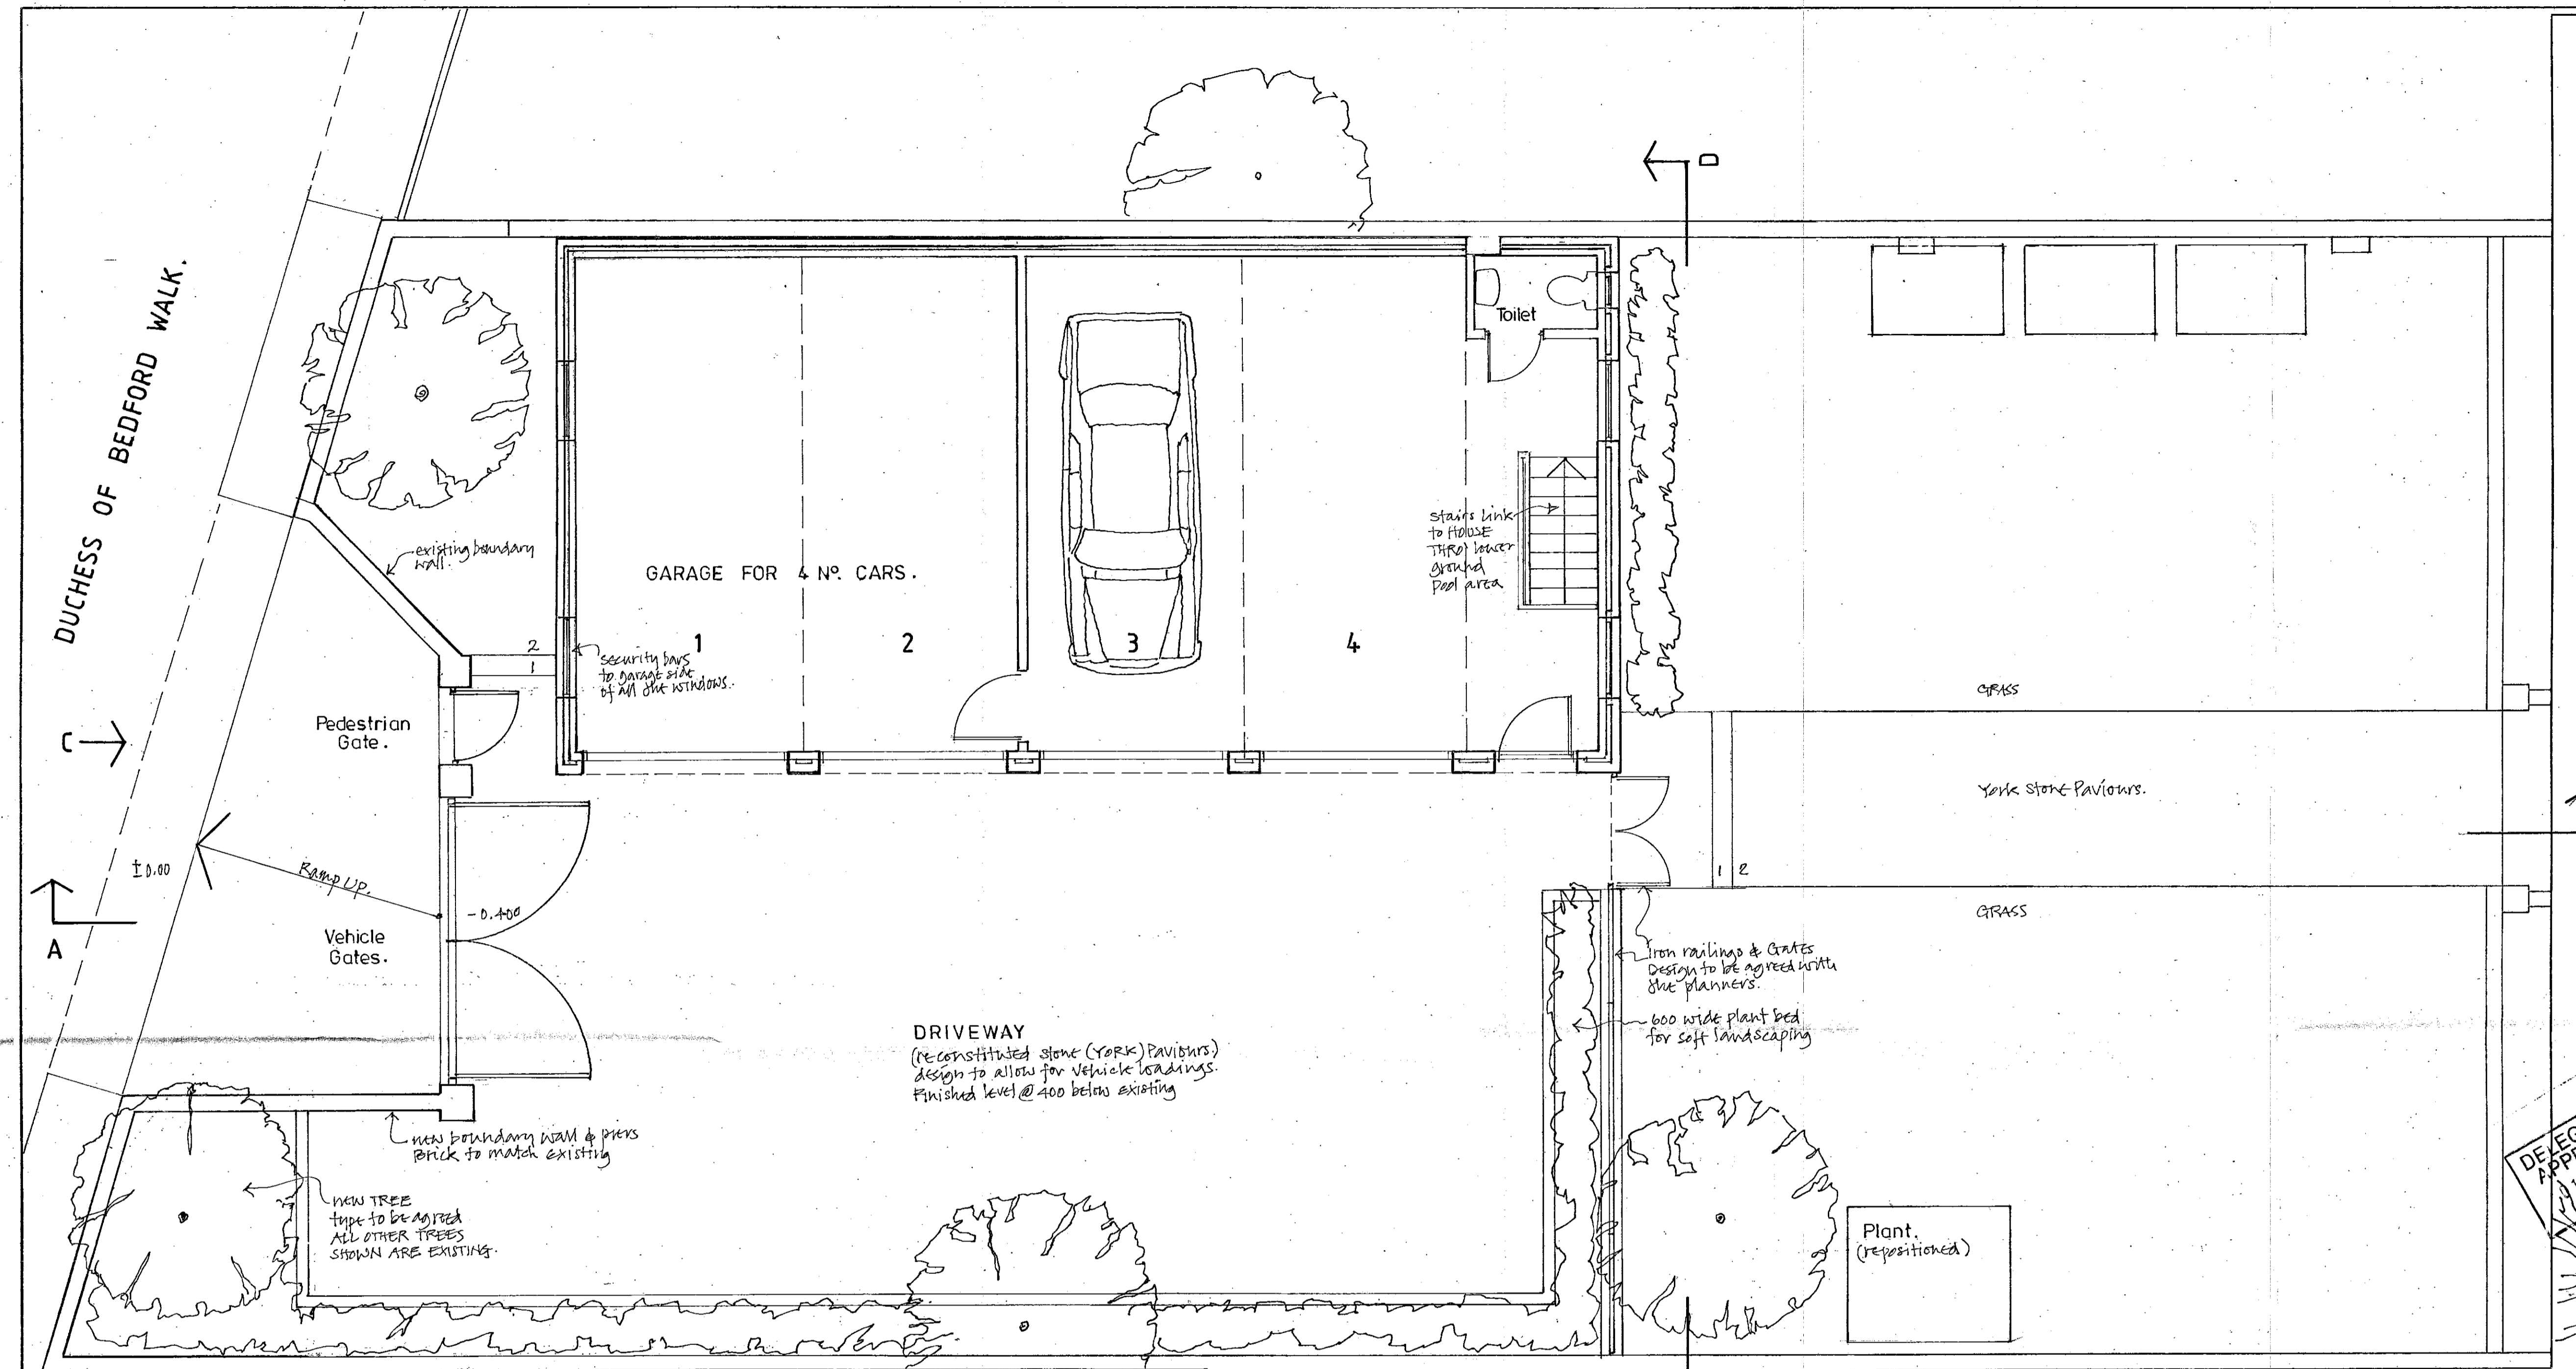 DUCHESS OF BEDFORD WALK.
D
Toilet
existing boundary
wall.
GARAGE FOR 4 Nº. CARS.
stairs link
to HOUSE
THRO' lower
ground
Pool area
1
2
3
4
2
1
security bars
to garage side
of all the windows.
Pedestrian
Gate.
C
GRASS
York Stone Paviours.
1 2
±0.00
Ramp UP.
-0.400
A
Vehicle
Gates.
GRASS
Iron railings & Gates
Design to be agreed with
the planners.
600 wide plant bed
for soft landscaping
DRIVEWAY
(reconstituted stone (YORK) Paviours.)
design to allow for vehicle loadings.
Finished level @ 400 below existing
new boundary wall & piers
Brick to match existing
new TREE
type to be agreed
ALL OTHER TREES
SHOWN ARE EXISTING.
Plant.
(repositioned)